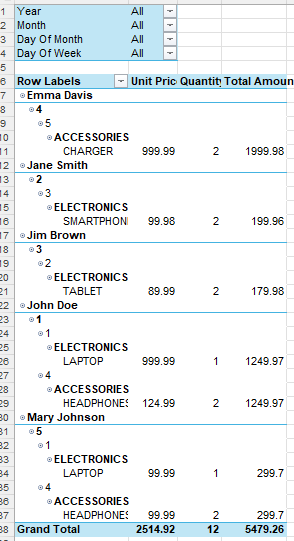 1 Year All
2 Month All
3 Day Of Month All
4 Day Of Week All
5
6 Row Labels Unit Pric Quantity Total Amoun
7 Emma Davis
8 4
9 5
10 ACCESSORIES
11 CHARGER 999.99 2 1999.98
12 Jane Smith
13 2
14 3
15 ELECTRONICS
16 SMARTPHON 99.98 2 199.96
17 Jim Brown
18 3
19 2
20 ELECTRONICS
21 TABLET 89.99 2 179.98
22 John Doe
23 1
24 1
25 ELECTRONICS
26 LAPTOP 999.99 1 1249.97
27 4
28 ACCESSORIES
29 HEADPHONES 124.99 2 1249.97
30 Mary Johnson
31 5
32 1
33 ELECTRONICS
34 LAPTOP 99.99 1 299.7
35 4
36 ACCESSORIES
37 HEADPHONES 99.99 2 299.7
38 Grand Total 2514.92 12 5479.26